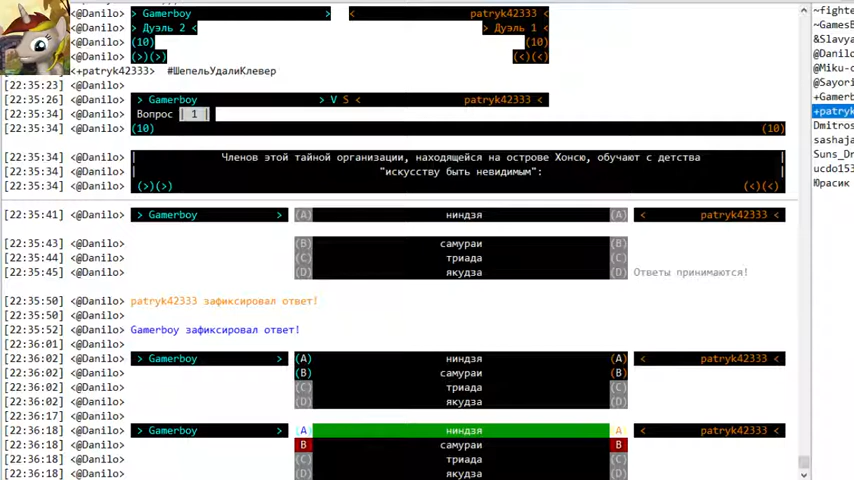 <@Danilo> > Gamerboy > < patryk42333 ~fighte
<@Danilo> > Дуэль 2 < > Дуэль 1 < ~GamesB
<@Danilo> (10) (10) &Slavya
<@Danilo> (>)(>) (<)(<) @Danilo
<+patryk42333> #ШепельУдалиКлевер @Miku-c
[22:35:23] <@Danilo> @Sayori
[22:35:26] <@Danilo> > Gamerboy > V S < patryk42333 < +Gamerb
[22:35:34] <@Danilo> Вопрос | 1 | +patryk
[22:35:34] <@Danilo> (10) (10) Dmitros
sashaja
[22:35:34] <@Danilo> | Членов этой тайной организации, находящейся на острове Хонсю, обучают с детства | Suns_Dr
[22:35:34] <@Danilo> | "искусству быть невидимым": | ucdo153
[22:35:34] <@Danilo> (>)(>) (<)(<) Юрасик
[22:35:41] <@Danilo> > Gamerboy > (A) ниндзя (A) < patryk42333 <
[22:35:43] <@Danilo> (B) самураи (B)
[22:35:44] <@Danilo> (C) триада (C)
[22:35:45] <@Danilo> (D) якудза (D) Ответы принимаются!
[22:35:50] <@Danilo> patryk42333 зафиксировал ответ!
[22:35:50] <@Danilo>
[22:35:52] <@Danilo> Gamerboy зафиксировал ответ!
[22:36:01] <@Danilo>
[22:36:02] <@Danilo> > Gamerboy > (A) ниндзя (A) < patryk42333 <
[22:36:02] <@Danilo> (B) самураи (B)
[22:36:02] <@Danilo> (C) триада (C)
[22:36:02] <@Danilo> (D) якудза (D)
[22:36:17] <@Danilo>
[22:36:18] <@Danilo> > Gamerboy > (A) ниндзя A < patryk42333 <
[22:36:18] <@Danilo> B самураи B
[22:36:18] <@Danilo> (C) триада (C)
[22:36:18] <@Danilo> (D) якудза (D)